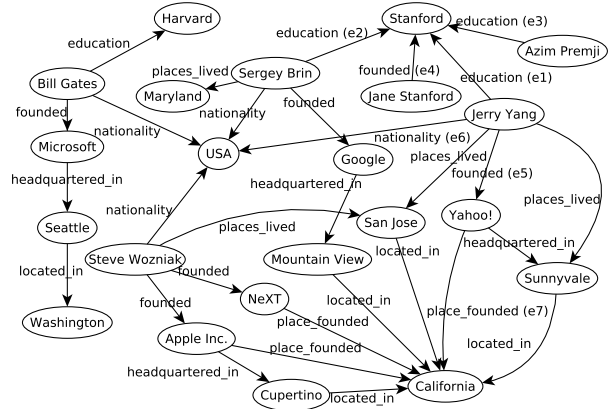 Harvard
Stanford
education (e3)
education
education (e2)
Azim Premji
places_lived
Sergey Brin
founded (e4)
education (e1)
Bill Gates
Maryland
Jane Stanford
founded
nationality
founded
Jerry Yang
nationality
nationality (e6)
Microsoft
USA
Google
places_lived
founded (e5)
headquartered_in
headquartered_in
places_lived
nationality
San Jose
Yahoo!
Seattle
places_lived
located_in
headquartered_in
Steve Wozniak
Mountain View
located_in
founded
Sunnyvale
founded
NeXT
located_in
place_founded (e7)
Washington
place_founded
Apple Inc.
place_founded
located_in
headquartered_in
California
Cupertino
located_in